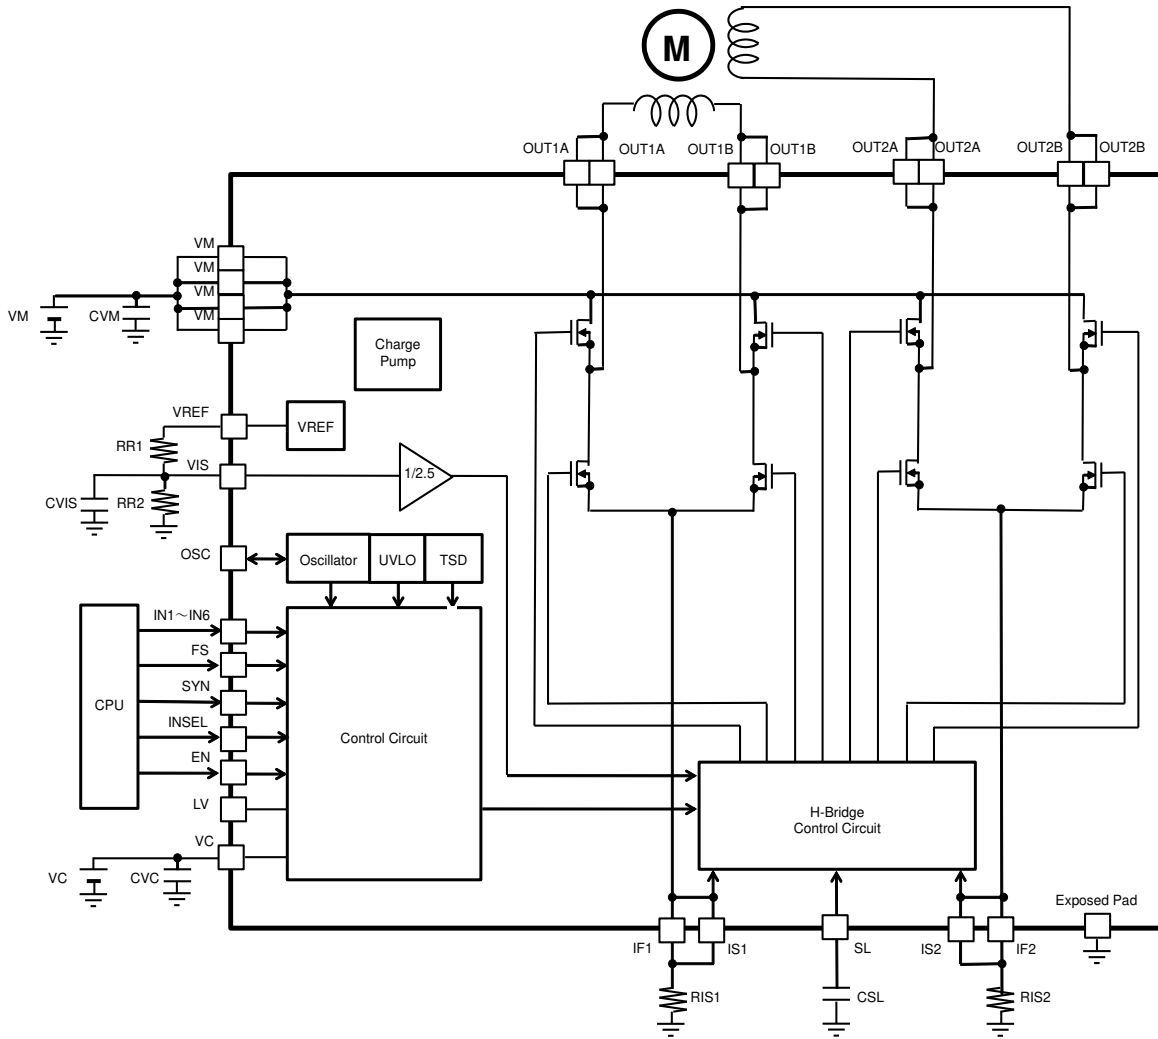 M
OUT1A
OUT1A
OUT1B
OUT1B
OUT2A
OUT2A
OUT2B
OUT2B
VM
VM
VM
VM
VM
CVM
Charge
Pump
VREF
VREF
RR1
VIS
1/2.5
CVIS
RR2
OSC
Oscillator
UVLO
TSD
IN1～IN6
FS
SYN
CPU
INSEL
Control Circuit
EN
LV
H-Bridge
Control Circuit
VC
VC
CVC
Exposed Pad
IF1
IS1
SL
IS2
IF2
RIS1
CSL
RIS2